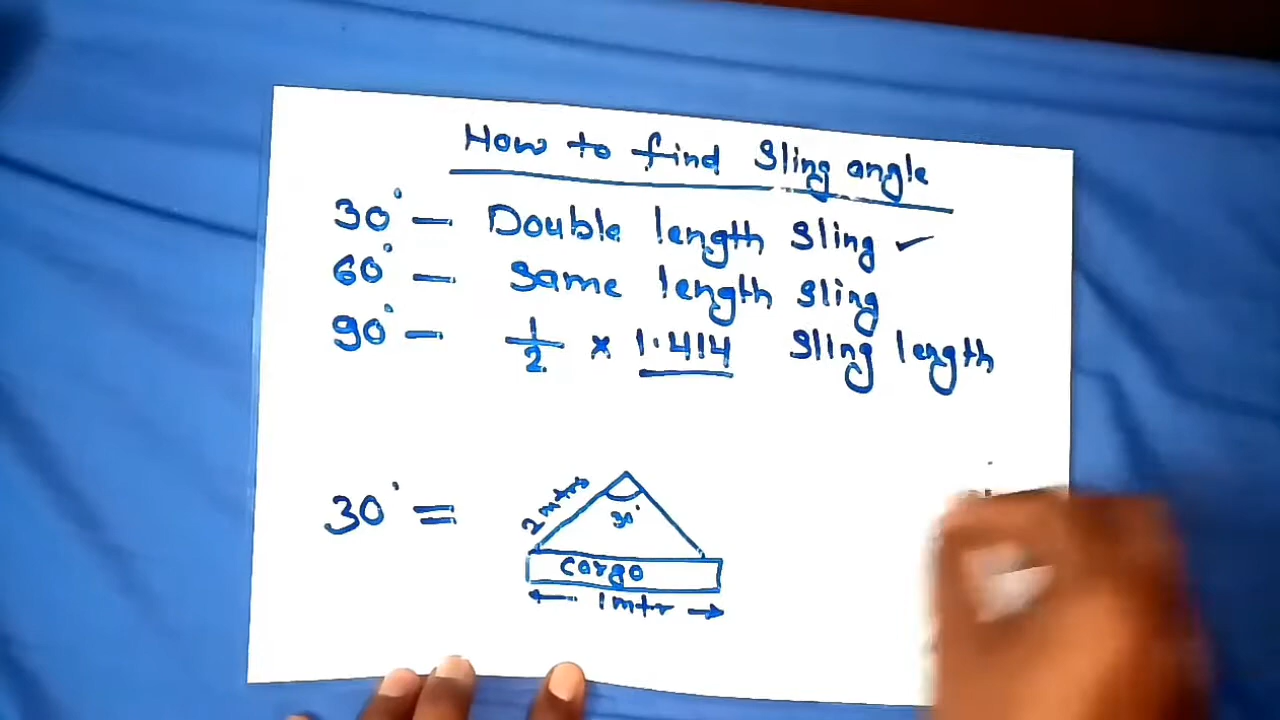 How to find Sling angle
30° — Double length Sling ✓
60° — Same length Sling
90° — 1/2 × 1.414 Sling length
30° =
2 mtrs
30°
Cargo
1 mtr